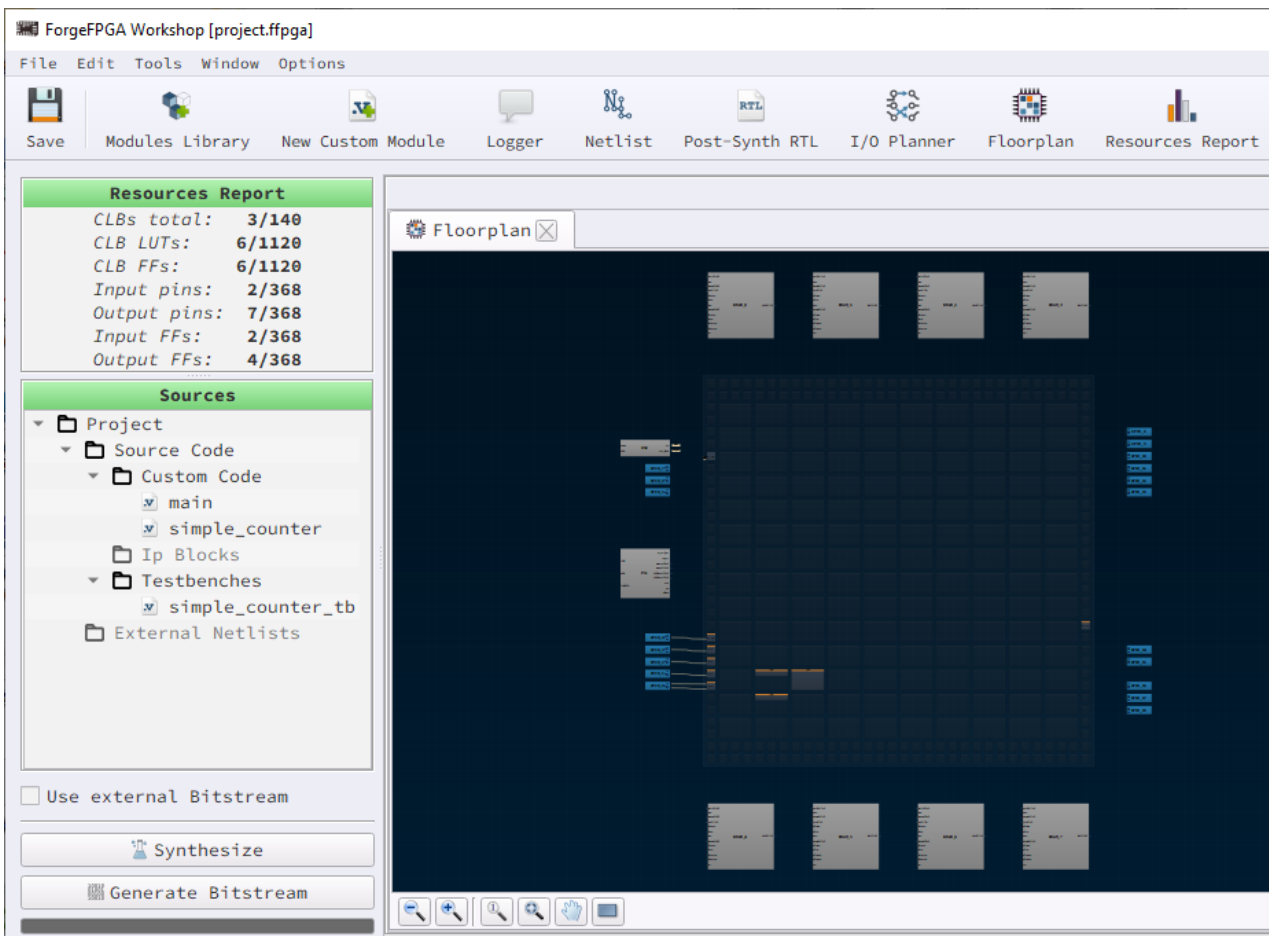 ForgeFPGA Workshop [project.ffpga]
File Edit Tools Window Options
Save Modules Library New Custom Module Logger Netlist Post-Synth RTL I/O Planner Floorplan Resources Report
RTL
Resources Report
CLBs total: 3/140
CLB LUTs: 6/1120
CLB FFs: 6/1120
Input pins: 2/368
Output pins: 7/368
Input FFs: 2/368
Output FFs: 4/368
Sources
Project
Source Code
Custom Code
main
simple_counter
Ip Blocks
Testbenches
simple_counter_tb
External Netlists
Use external Bitstream
Synthesize
Generate Bitstream
Floorplan